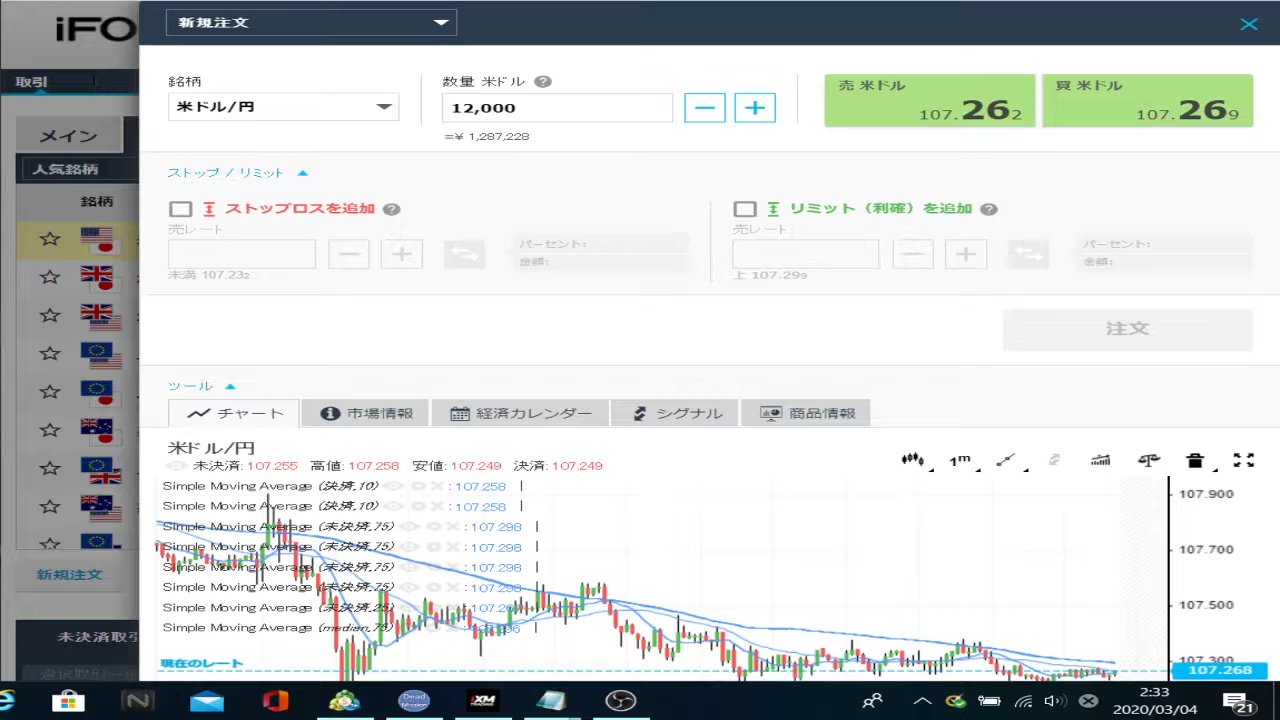 iFO
新規注文
取引
メイン
人気銘柄
銘柄
新規注文
未決済取引
銘柄
米ドル/円
数量 米ドル
12,000
=¥ 1,287,228
売 米ドル
107.262
買 米ドル
107.269
ストップ / リミット
ストップロスを追加
売レート
未満 107.232
パーセント:
金額:
リミット（利確）を追加
売レート
上 107.299
パーセント:
金額:
注文
ツール
チャート
市場情報
経済カレンダー
シグナル
商品情報
米ドル/円
未決済: 107.255 高値: 107.258 安値: 107.249 決済: 107.249
1m
Simple Moving Average (決済,10) : 107.258
Simple Moving Average (決済,10) : 107.258
Simple Moving Average (未決済,75) : 107.298
Simple Moving Average (未決済,75) : 107.298
Simple Moving Average (未決済,75) : 107.298
Simple Moving Average (未決済,75) : 107.298
Simple Moving Average (未決済,25)
Simple Moving Average (median,75)
107.900
107.700
107.500
107.300
現在のレート
107.268
Dead
Mission
XM
TRADING
2:33
2020/03/04
21